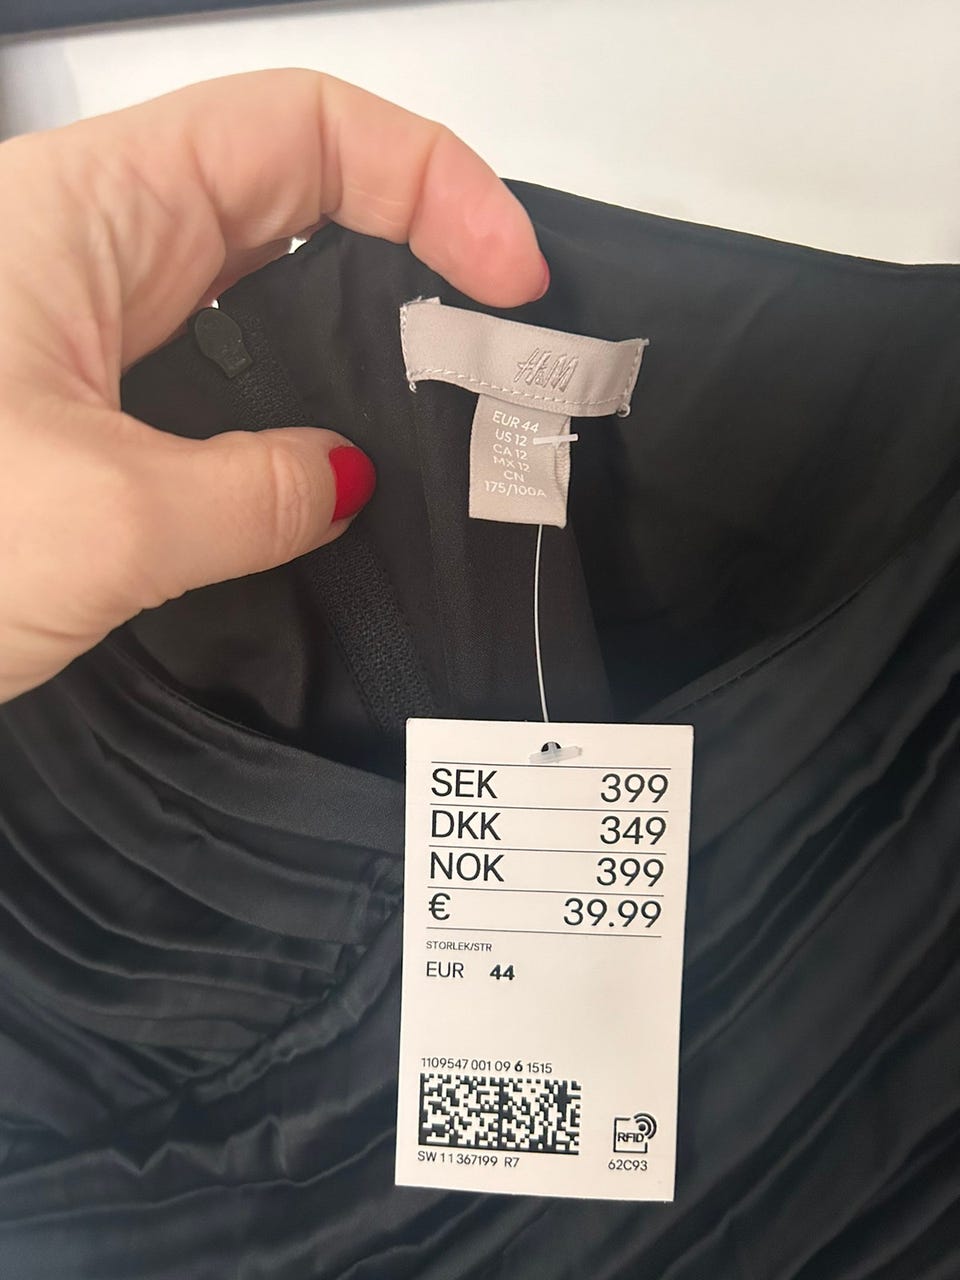 H&M
EUR 44
US 12
CA 12
MX 12
CN
175/100A
SEK 399
DKK 349
NOK 399
€ 39.99
STORLEK/STR
EUR 44
1109547 001 09 6 1515
SW 11 367199 R7
RFID
62C93